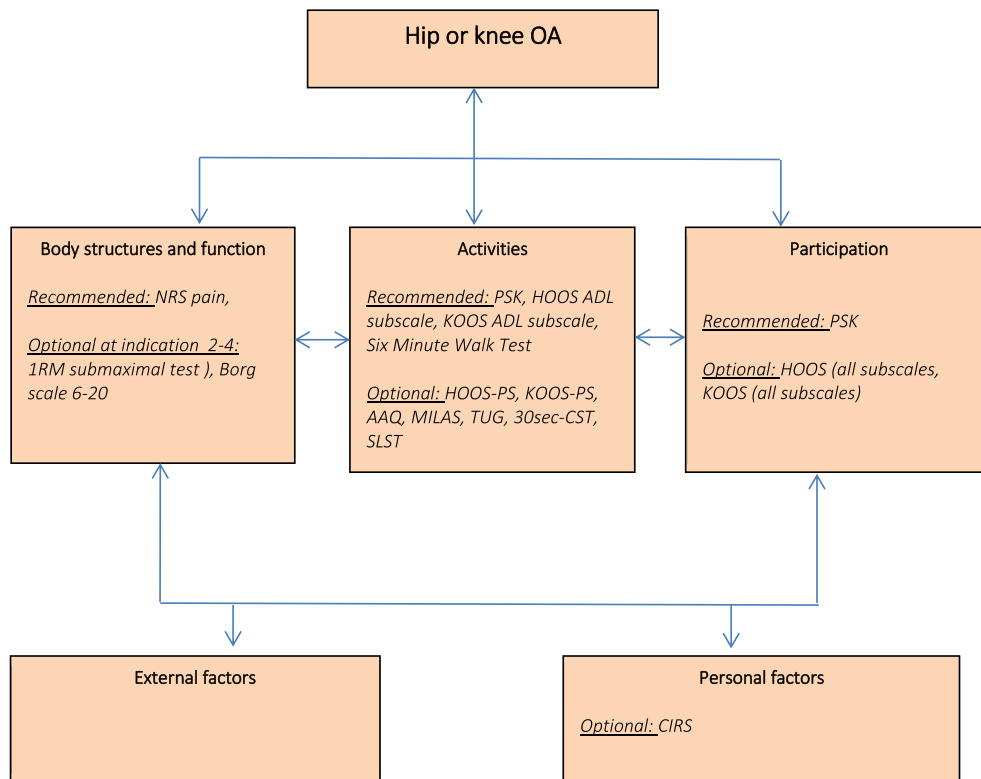 Hip or knee OA
Body structures and function
Recommended: NRS pain,
Optional at indication 2-4:
1RM submaximal test ), Borg
scale 6-20
Activities
Recommended: PSK, HOOS ADL
subscale, KOOS ADL subscale,
Six Minute Walk Test
Optional: HOOS-PS, KOOS-PS,
AAQ, MILAS, TUG, 30sec-CST,
SLST
Participation
Recommended: PSK
Optional: HOOS (all subscales,
KOOS (all subscales)
External factors
Personal factors
Optional: CIRS